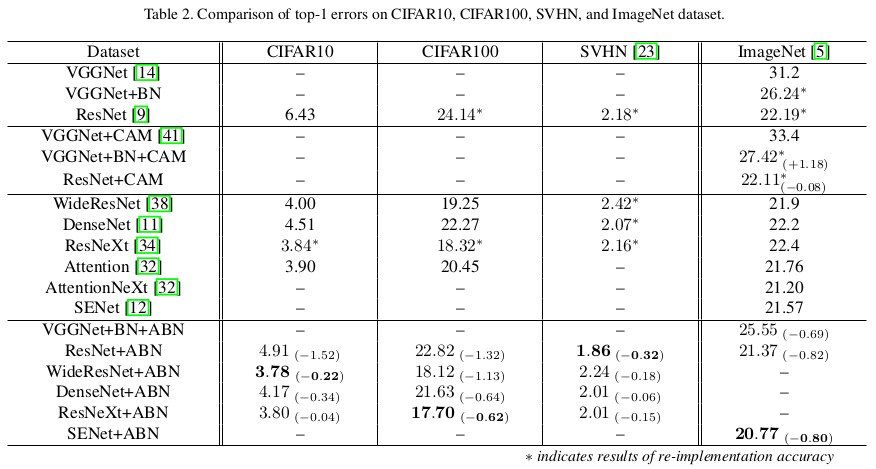 Table 2. Comparison of top-1 errors on CIFAR10, CIFAR100, SVHN, and ImageNet dataset.
Dataset CIFAR10 CIFAR100 SVHN [23] ImageNet [5]
VGGNet [14] – – – 31.2
VGGNet+BN – – – 26.24*
ResNet [9] 6.43 24.14* 2.18* 22.19*
VGGNet+CAM [41] – – – 33.4
VGGNet+BN+CAM – – – 27.42* (+1.18)
ResNet+CAM – – – 22.11* (−0.08)
WideResNet [38] 4.00 19.25 2.42* 21.9
DenseNet [11] 4.51 22.27 2.07* 22.2
ResNeXt [34] 3.84* 18.32* 2.16* 22.4
Attention [32] 3.90 20.45 – 21.76
AttentionNeXt [32] – – – 21.20
SENet [12] – – – 21.57
VGGNet+BN+ABN – – – 25.55 (−0.69)
ResNet+ABN 4.91 (−1.52) 22.82 (−1.32) 1.86 (−0.32) 21.37 (−0.82)
WideResNet+ABN 3.78 (−0.22) 18.12 (−1.13) 2.24 (−0.18) –
DenseNet+ABN 4.17 (−0.34) 21.63 (−0.64) 2.01 (−0.06) –
ResNeXt+ABN 3.80 (−0.04) 17.70 (−0.62) 2.01 (−0.15) –
SENet+ABN – – – 20.77 (−0.80)
* indicates results of re-implementation accuracy